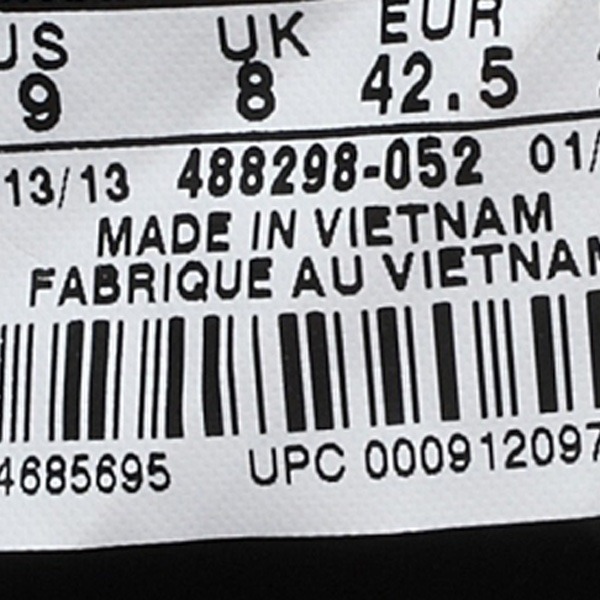 US UK EUR
9 8 42.5
13/13 488298-052 01/
MADE IN VIETNAM
FABRIQUE AU VIETNAM
4685695 UPC 000912097